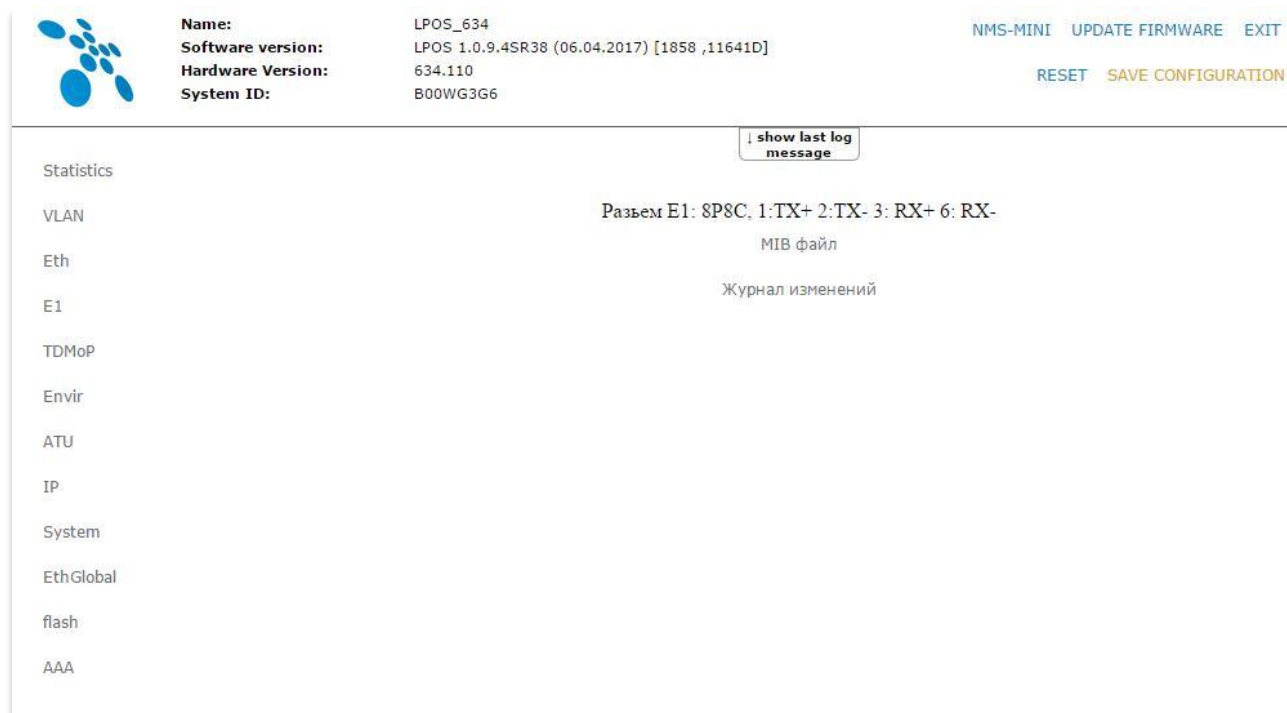 Name: LPOS_634
Software version: LPOS 1.0.9.4SR38 (06.04.2017) [1858 ,11641D]
Hardware Version: 634.110
System ID: B00WG3G6
NMS-MINI UPDATE FIRMWARE EXIT
RESET SAVE CONFIGURATION
↓ show last log
message
Statistics
VLAN
Eth
E1
TDMoP
Envir
ATU
IP
System
EthGlobal
flash
AAA
Разьем E1: 8P8C, 1:TX+ 2:TX- 3: RX+ 6: RX-
MIB файл
Журнал изменений